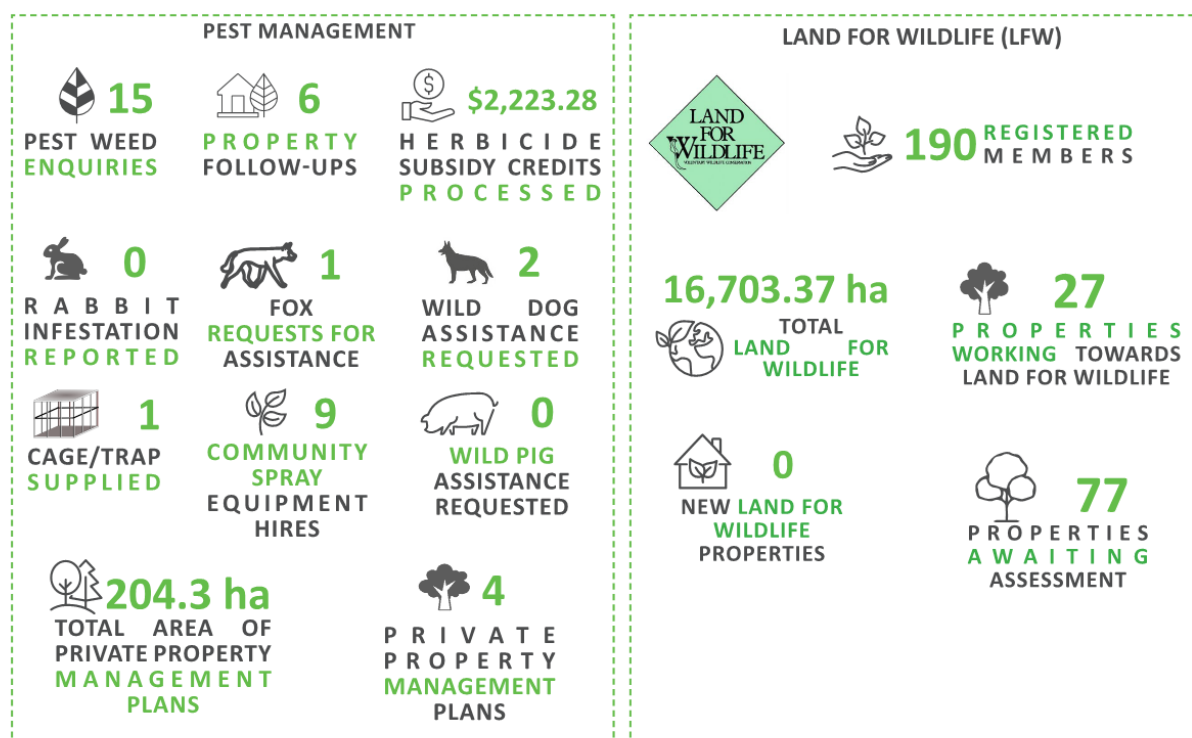 PEST MANAGEMENT
15
PEST WEED
ENQUIRIES
6
PROPERTY
FOLLOW-UPS
$
$2,223.28
HERBICIDE
SUBSIDY CREDITS
PROCESSED
0
RABBIT
INFESTATION
REPORTED
1
FOX
REQUESTS FOR
ASSISTANCE
2
WILD DOG
ASSISTANCE
REQUESTED
1
CAGE/TRAP
SUPPLIED
9
COMMUNITY
SPRAY
EQUIPMENT
HIRES
0
WILD PIG
ASSISTANCE
REQUESTED
204.3 ha
TOTAL AREA OF
PRIVATE PROPERTY
MANAGEMENT
PLANS
4
PRIVATE
PROPERTY
MANAGEMENT
PLANS
LAND FOR WILDLIFE (LFW)
LAND
FOR
WILDLIFE
VOLUNTARY WILDLIFE CONSERVATION
190 REGISTERED
MEMBERS
16,703.37 ha
TOTAL
LAND FOR
WILDLIFE
27
PROPERTIES
WORKING TOWARDS
LAND FOR WILDLIFE
0
NEW LAND FOR
WILDLIFE
PROPERTIES
77
PROPERTIES
AWAITING
ASSESSMENT